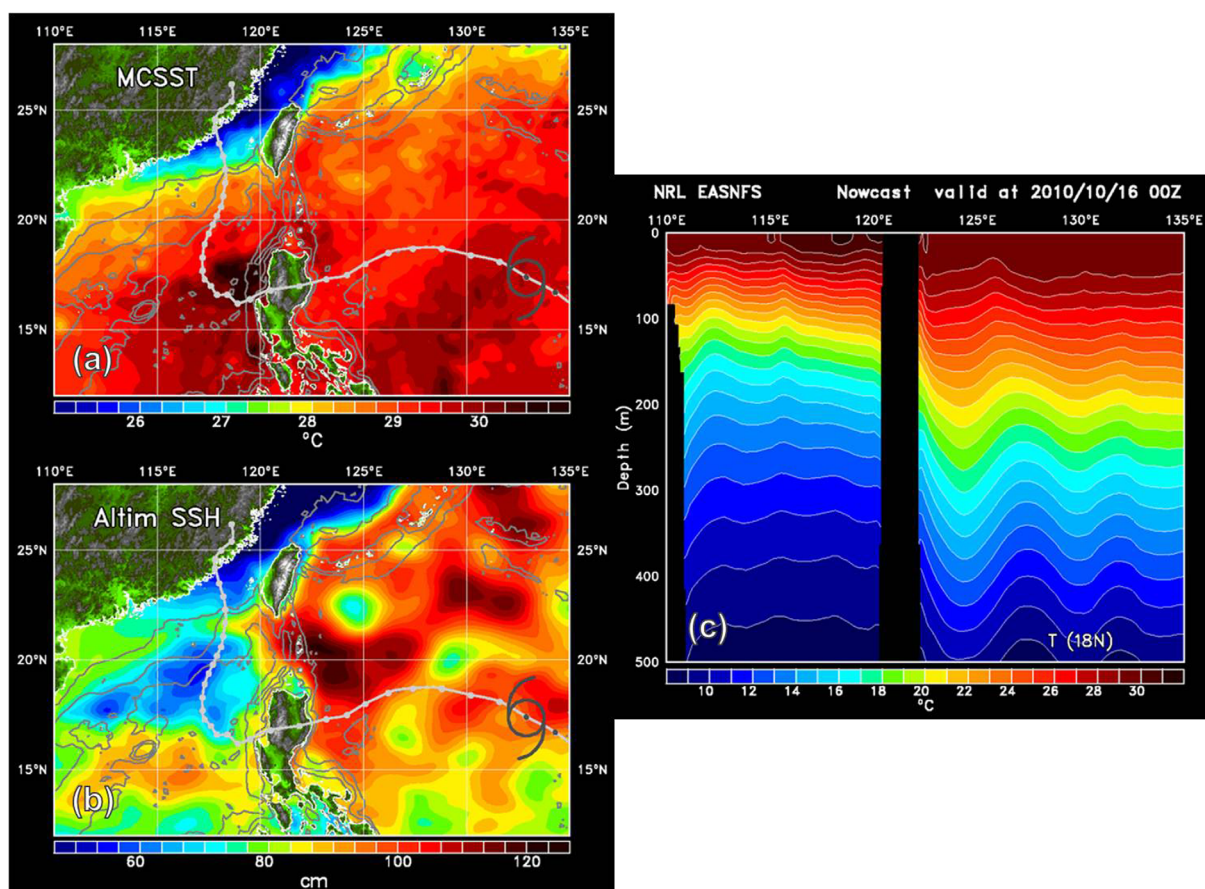 110°E 115°E 120°E 125°E 130°E 135°E
MCSST
25°N 25°N
20°N 20°N
15°N 15°N
(a)
26 27 28 29 30
°C
110°E 115°E 120°E 125°E 130°E 135°E
Altim SSH
25°N 25°N
20°N 20°N
15°N 15°N
(b)
60 80 100 120
cm
NRL EASNFS Nowcast valid at 2010/10/16 00Z
110°E 115°E 120°E 125°E 130°E 135°E
0
100
200
Depth (m)
300
400
(c)
T (18N)
500
10 12 14 16 18 20 22 24 26 28 30
°C